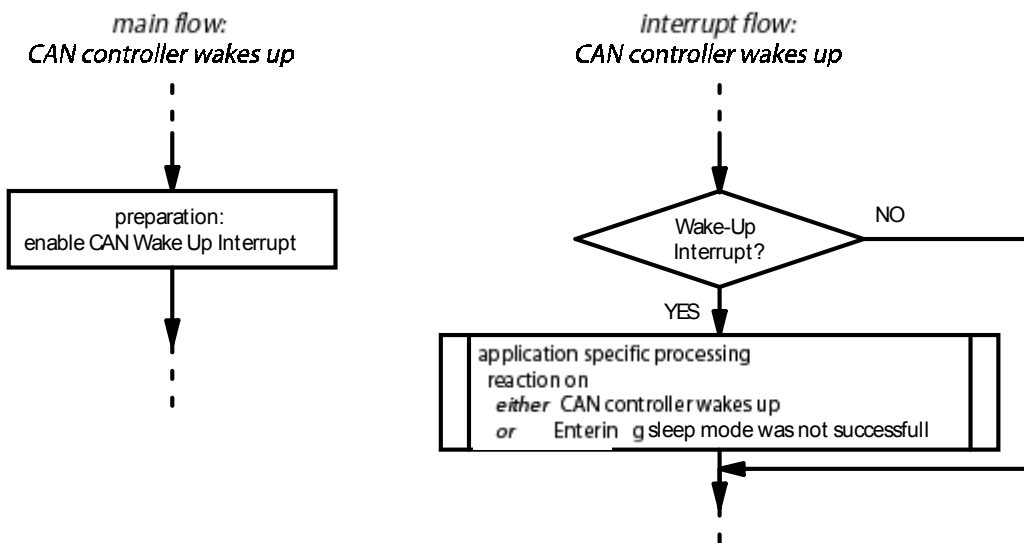 main flow:
CAN controller wakes up
preparation:
enable CAN Wake Up Interrupt
interrupt flow:
CAN controller wakes up
Wake-Up
Interrupt?
NO
YES
application specific processing
reaction on
either CAN controller wakes up
or Enterin g sleep mode was not successfull